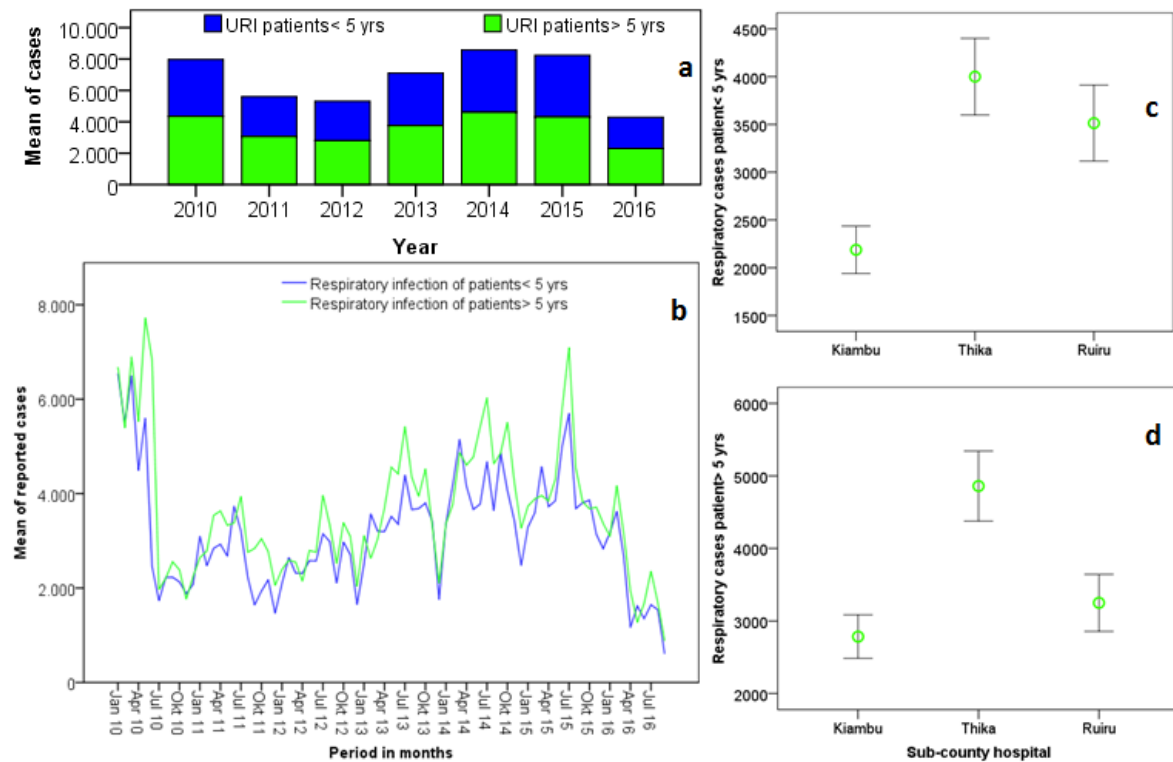 URI patients< 5 yrs
URI patients> 5 yrs
a
Mean of cases
10.000
8.000
6.000
4.000
2.000
0
2010 2011 2012 2013 2014 2015 2016
Year
b
Respiratory infection of patients< 5 yrs
Respiratory infection of patients> 5 yrs
Mean of reported cases
8.000
6.000
4.000
2.000
0
Jan 10
Apr 10
Jul 10
Okt 10
Jan 11
Apr 11
Jul 11
Okt 11
Jan 12
Apr 12
Jul 12
Okt 12
Jan 13
Apr 13
Jul 13
Okt 13
Jan 14
Apr 14
Jul 14
Okt 14
Jan 15
Apr 15
Jul 15
Okt 15
Jan 16
Apr 16
Jul 16
Period in months
c
Respiratory cases patient< 5 yrs
4500
4000
3500
3000
2500
2000
1500
Kiambu Thika Ruiru
d
Respiratory cases patient> 5 yrs
6000
5000
4000
3000
2000
Kiambu Thika Ruiru
Sub-county hospital